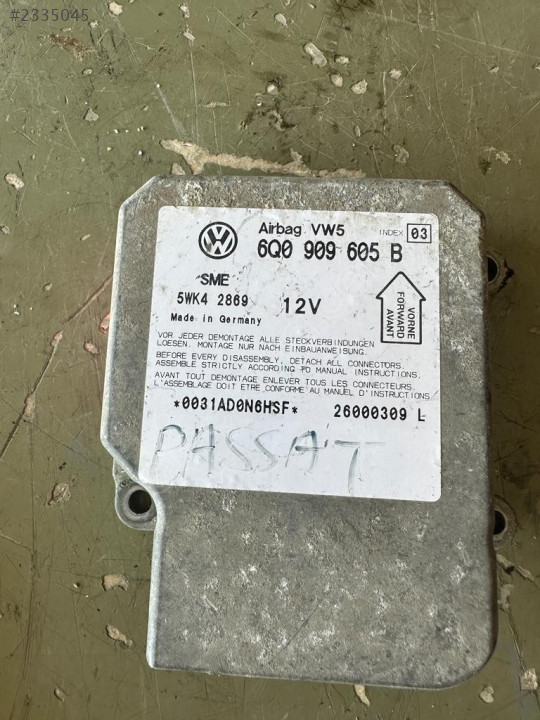 #2335045
Airbag VW5 INDEX 03
6Q0 909 605 B
SME
5WK4 2869 12V
Made in Germany
VORNE
FORWARD
AVANT
VOR JEDER DEMONTAGE ALLE STECKVERBINDUNGEN
LOESEN. MONTAGE NUR NACH EINBAUANWEISUNG.
BEFORE EVERY DISASSEMBLY, DETACH ALL CONNECTORS.
ASSEMBLE STRICTLY ACCORDING TO MANUAL INSTRUCTIONS.
AVANT TOUT DEMONTAGE ENLEVER TOUS LES CONNECTEURS.
L'ASSEMBLAGE DOIT ETRE CONFORME AU MANUEL D'INSTRUCTIONS
*0031AD0N6HSF* 26000309 L
PASSAT